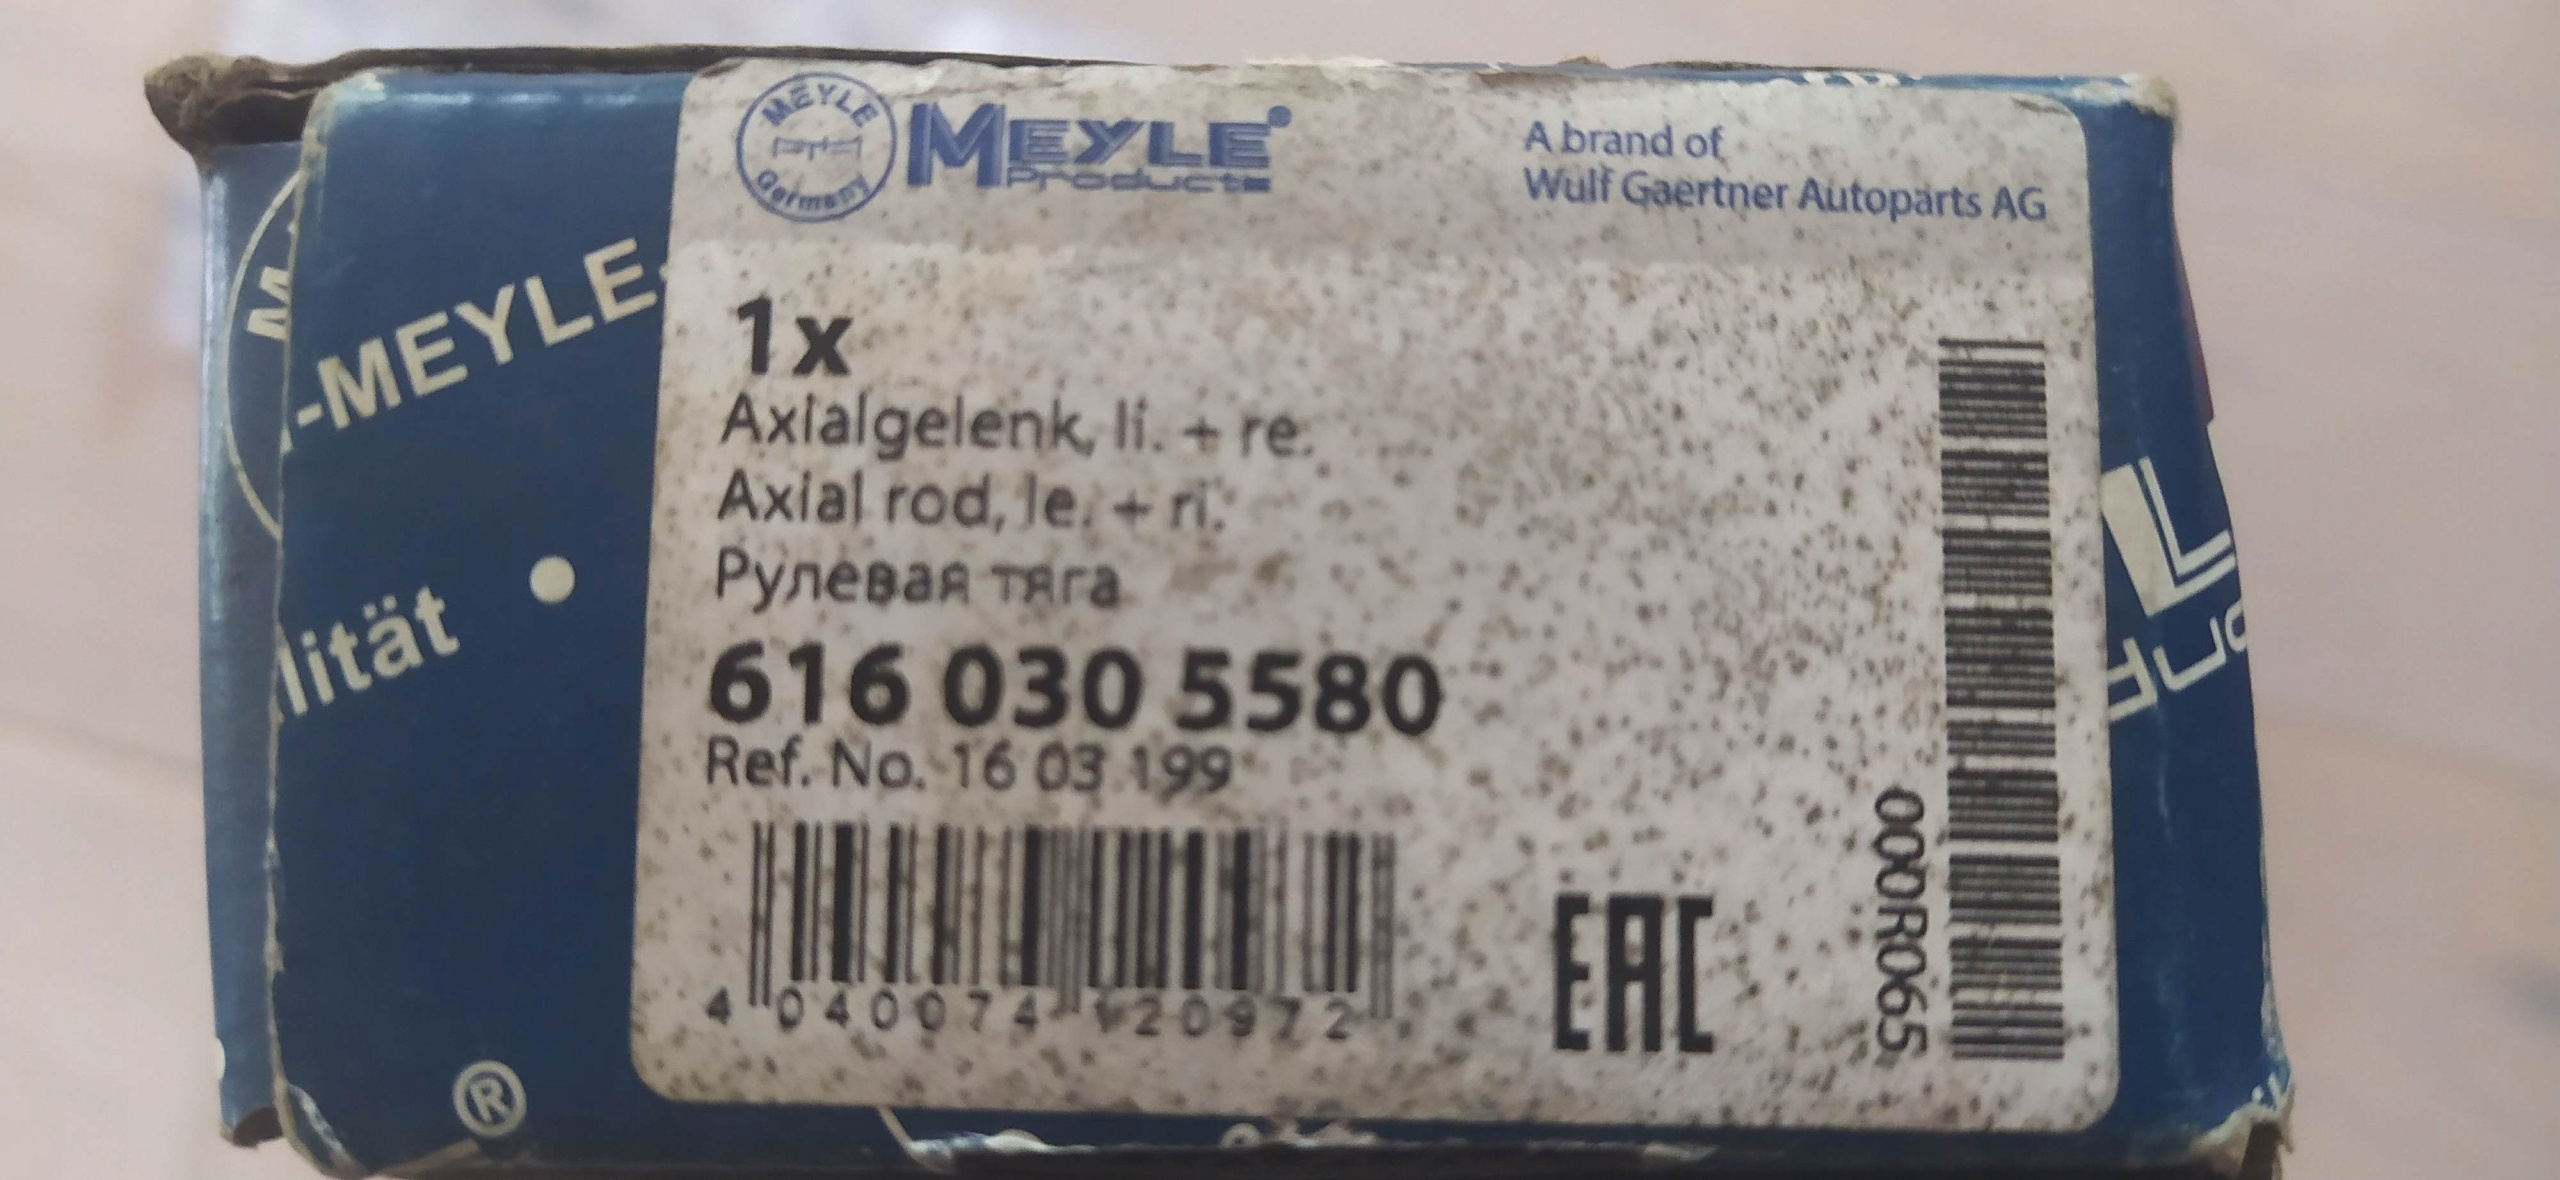 MEYLE
Germany
MEYLE®
Products
A brand of
Wulf Gaertner Autoparts AG
-MEYLE-
1x
Axialgelenk, li. + re.
Axial rod, le. + ri.
Рулевая тяга
lität •
616 030 5580
Ref. No. 16 03 199
4 040074 120972
EAC
000R065
®